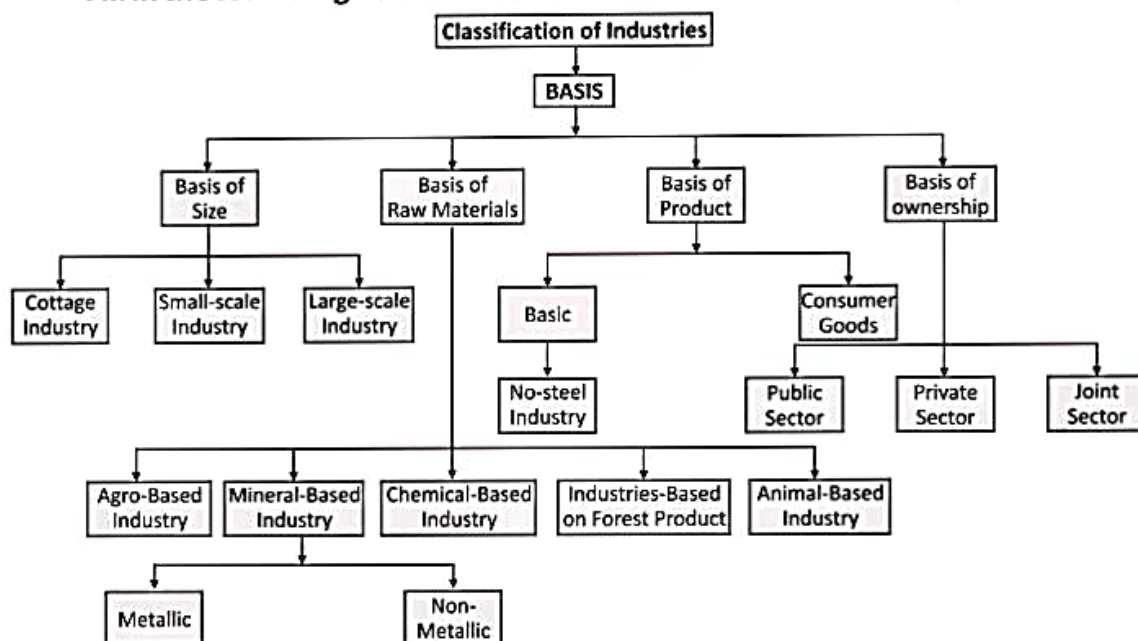 Classification of Industries
BASIS
Basis of
Size
Basis of
Raw Materials
Basis of
Product
Basis of
ownership
Cottage
Industry
Small-scale
Industry
Large-scale
Industry
Basic
Consumer
Goods
No-steel
Industry
Public
Sector
Private
Sector
Joint
Sector
Agro-Based
Industry
Mineral-Based
Industry
Chemical-Based
Industry
Industries-Based
on Forest Product
Animal-Based
Industry
Metallic
Non-
Metallic